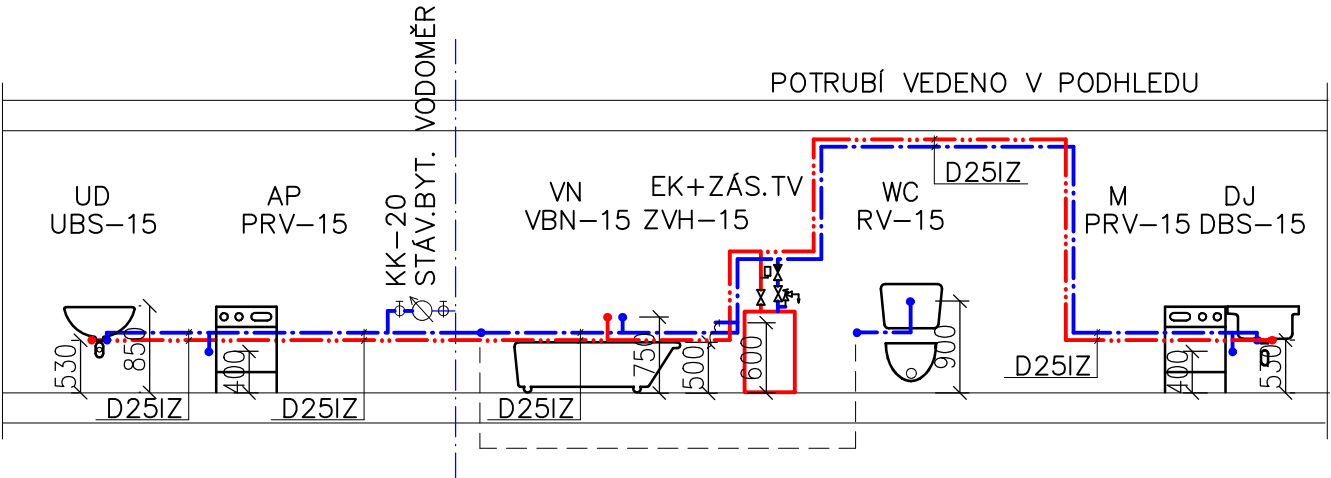 POTRUBÍ VEDENO V PODHLEDU
UD
UBS-15
AP
PRV-15
KK-20
STÁV.BYT. VODOMĚR
VN
VBN-15
EK+ZÁS.TV
ZVH-15
WC
RV-15
D25IZ
M
PRV-15
DJ
DBS-15
530
850
400
750
500
600
900
400
530
D25IZ
D25IZ
D25IZ
D25IZ